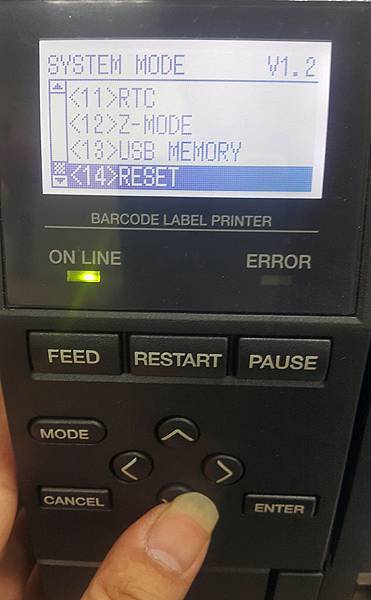 SYSTEM MODE V1.2
<11>RTC
<12>Z-MODE
<13>USB MEMORY
<14>RESET
BARCODE LABEL PRINTER
ON LINE ERROR
FEED RESTART PAUSE
MODE
CANCEL ENTER